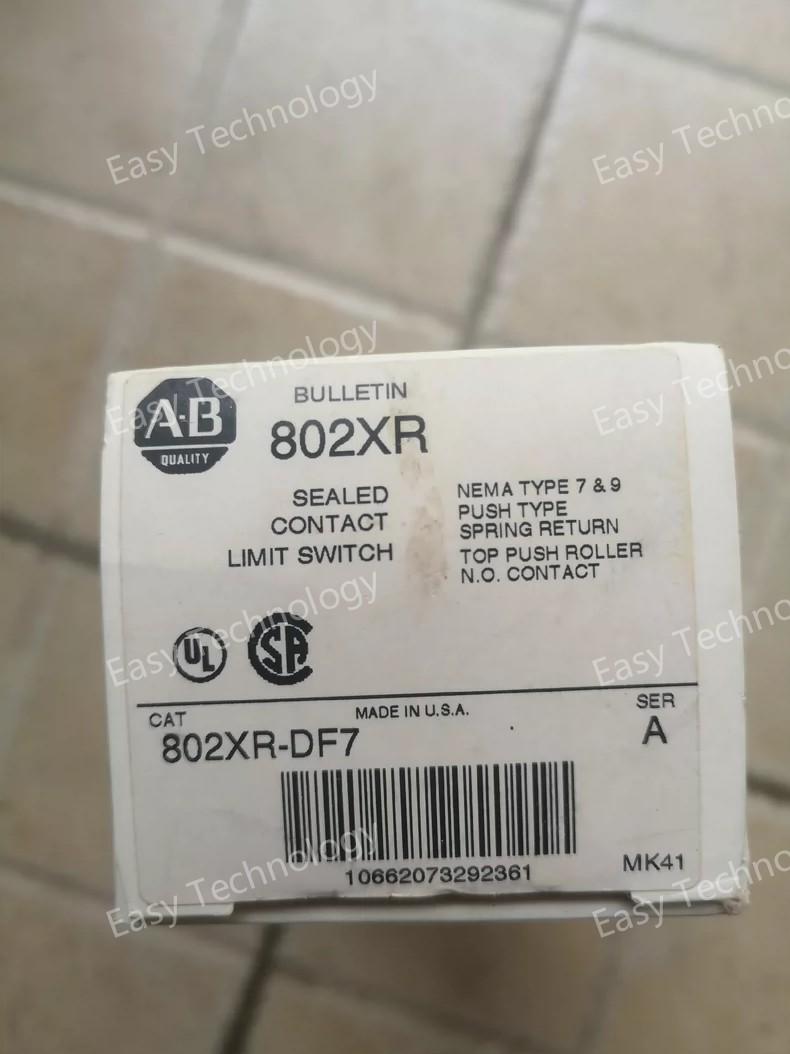 Easy Technology
Easy Techno
Easy Technology
Easy Techno
A-B
QUALITY
BULLETIN
802XR
SEALED
CONTACT
LIMIT SWITCH
NEMA TYPE 7 & 9
PUSH TYPE
SPRING RETURN
TOP PUSH ROLLER
N.O. CONTACT
Easy Technology
Easy Techno
UL
SA
CAT
802XR-DF7
MADE IN U.S.A.
SER
A
10662073292361
MK41
Easy Technology
Easy Techno